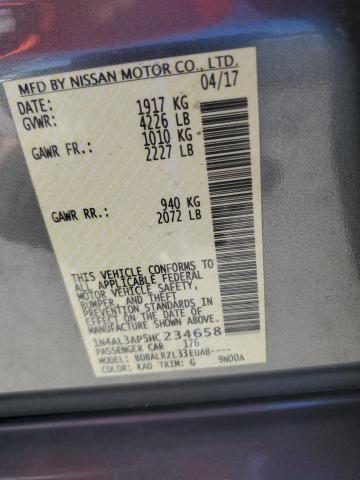 MFD BY NISSAN MOTOR CO., LTD.
DATE: 04/17
GVWR: 1917 KG
4226 LB
GAWR FR.: 1010 KG
2227 LB
GAWR RR.: 940 KG
2072 LB
THIS VEHICLE CONFORMS TO
ALL APPLICABLE FEDERAL
MOTOR VEHICLE SAFETY,
BUMPER, AND THEFT
PREVENTION STANDARDS IN
EFFECT ON THE DATE OF
MANUFACTURE SHOWN ABOVE.
1N4AL3AP5HC234658
PASSENGER CAR 176
MODEL: BDBALRZL33EUAB----
COLOR: KAD TRIM: G 9N00A